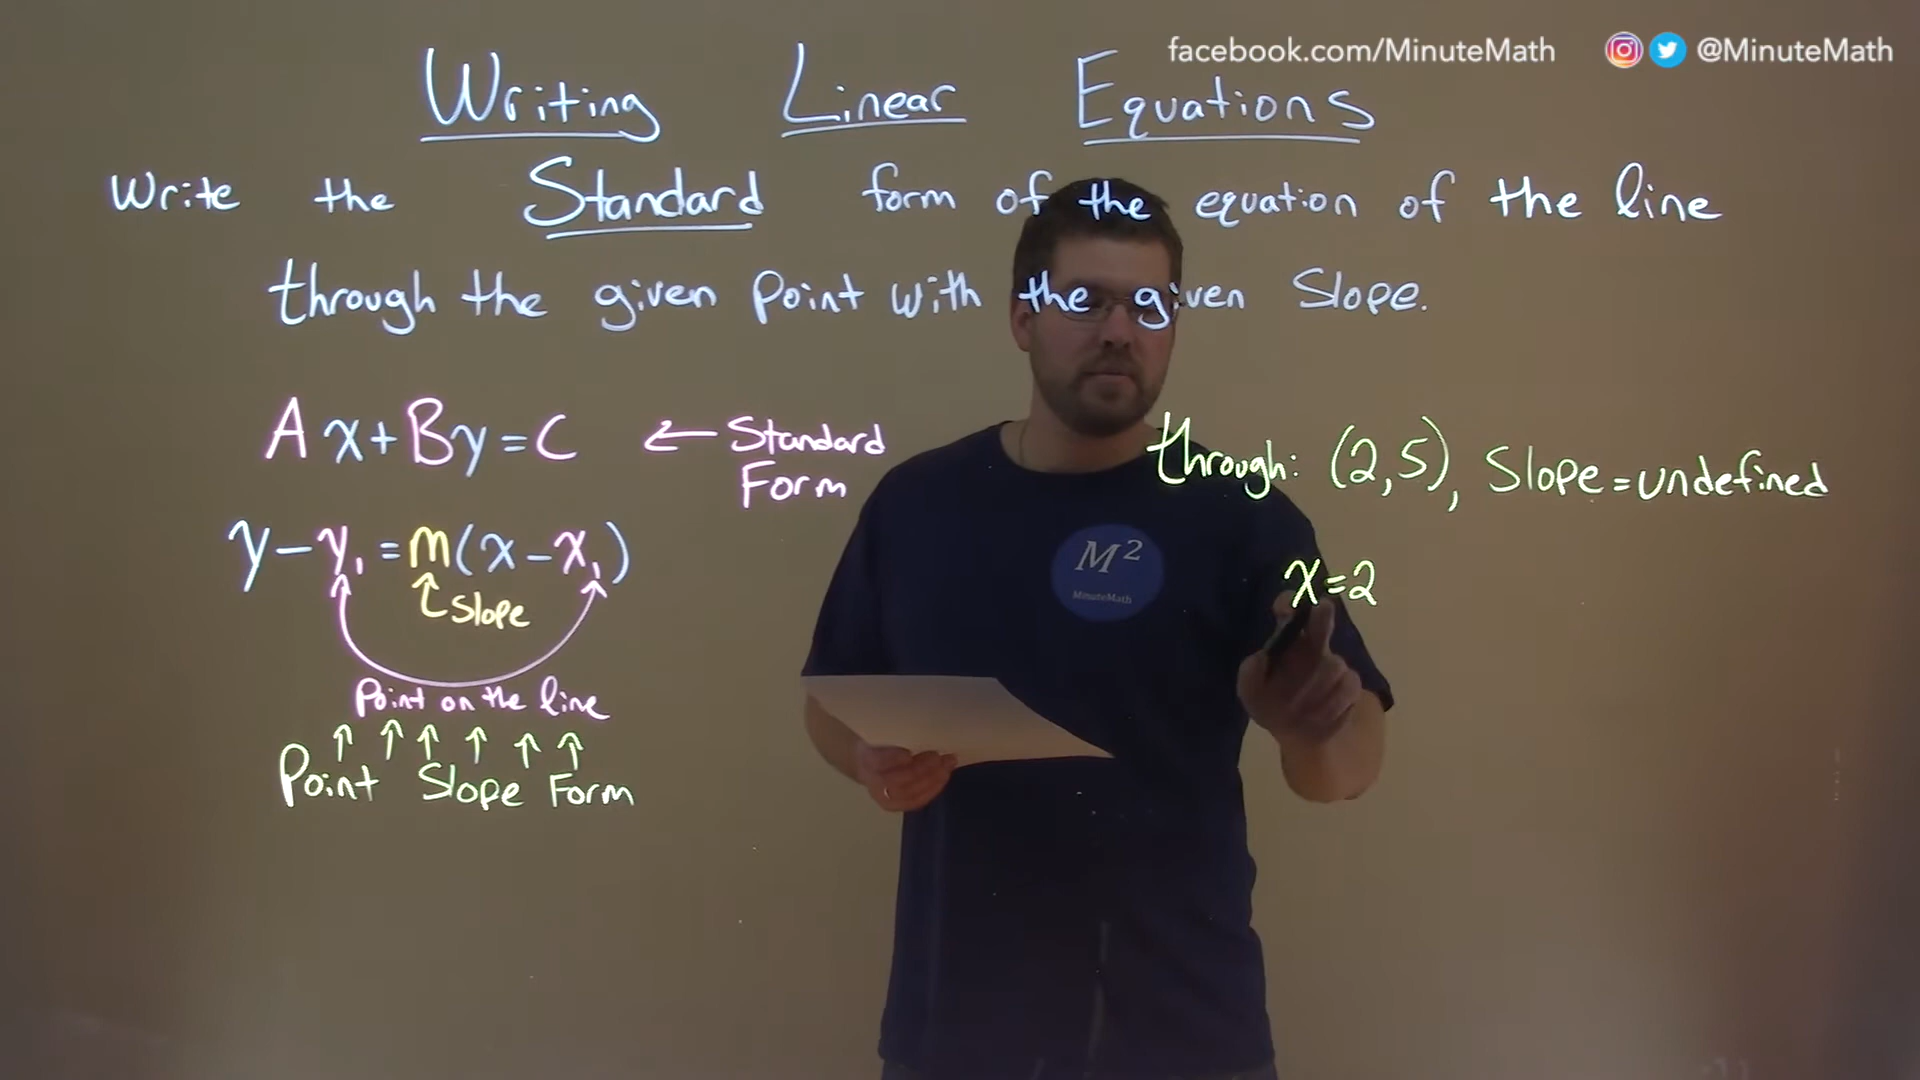 facebook.com/MinuteMath @MinuteMath
Writing Linear Equations
Write the Standard form of the equation of the line
through the given point with the given Slope.
Ax+By=C ← Standard Form
through: (2,5), Slope=undefined
y-y₁=m(x-x₁)
x=2
Slope
Point on the line
↑ ↑ ↑ ↑ ↑ ↑
Point Slope Form
M²
MinuteMath